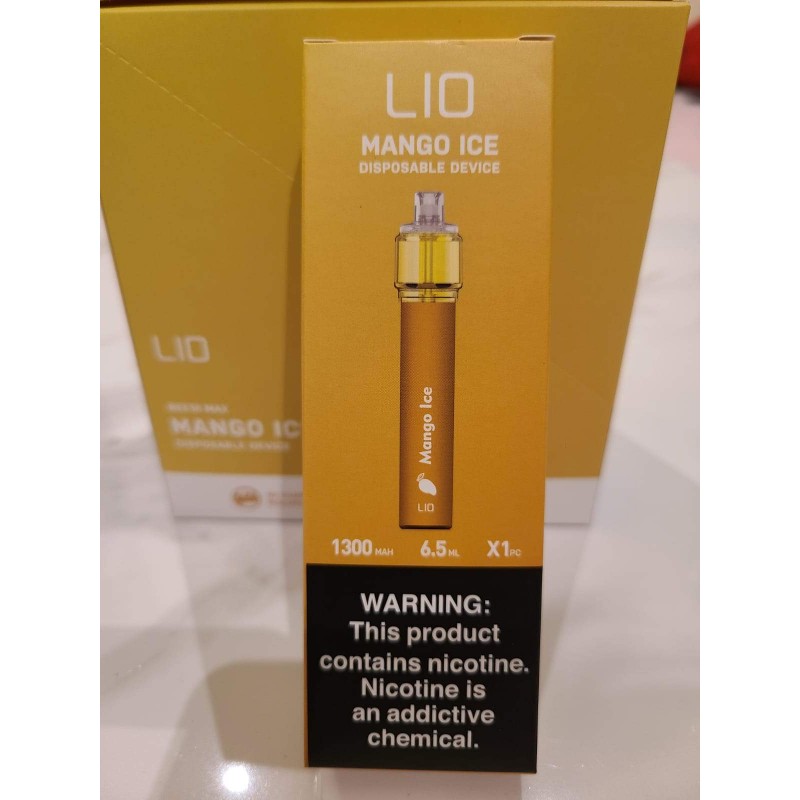 LIO
MANGO ICE
DISPOSABLE DEVICE
Mango Ice
LIO
1300 MAH 6.5 ML X1 PC
WARNING:
This product
contains nicotine.
Nicotine is
an addictive
chemical.
LIO
MANGO IC
DISPOSABLE DEVICE